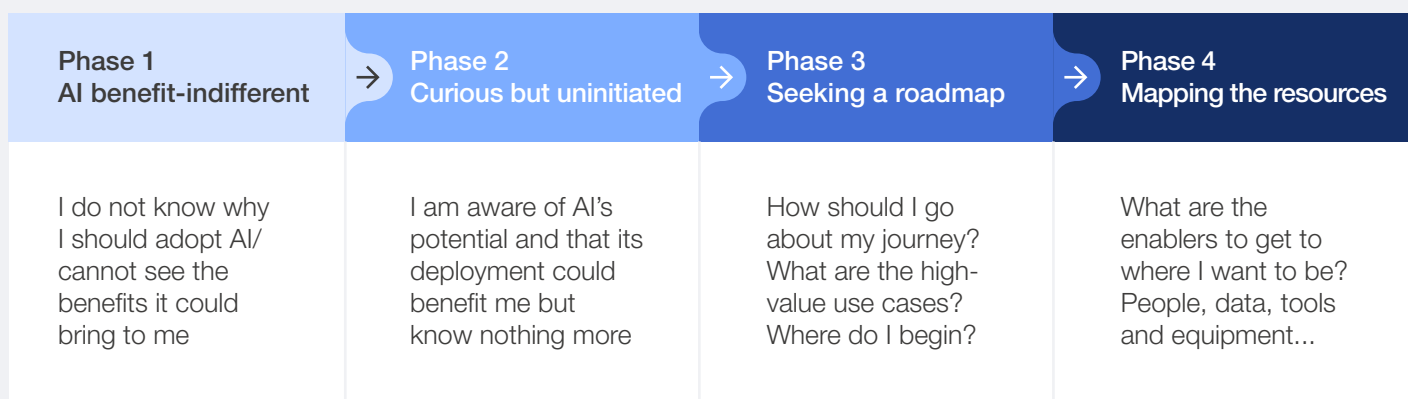 Phase 1
AI benefit-indifferent
I do not know why
I should adopt AI/
cannot see the
benefits it could
bring to me
Phase 2
Curious but uninitiated
I am aware of AI’s
potential and that its
deployment could
benefit me but
know nothing more
Phase 3
Seeking a roadmap
How should I go
about my journey?
What are the high-
value use cases?
Where do I begin?
Phase 4
Mapping the resources
What are the
enablers to get to
where I want to be?
People, data, tools
and equipment...